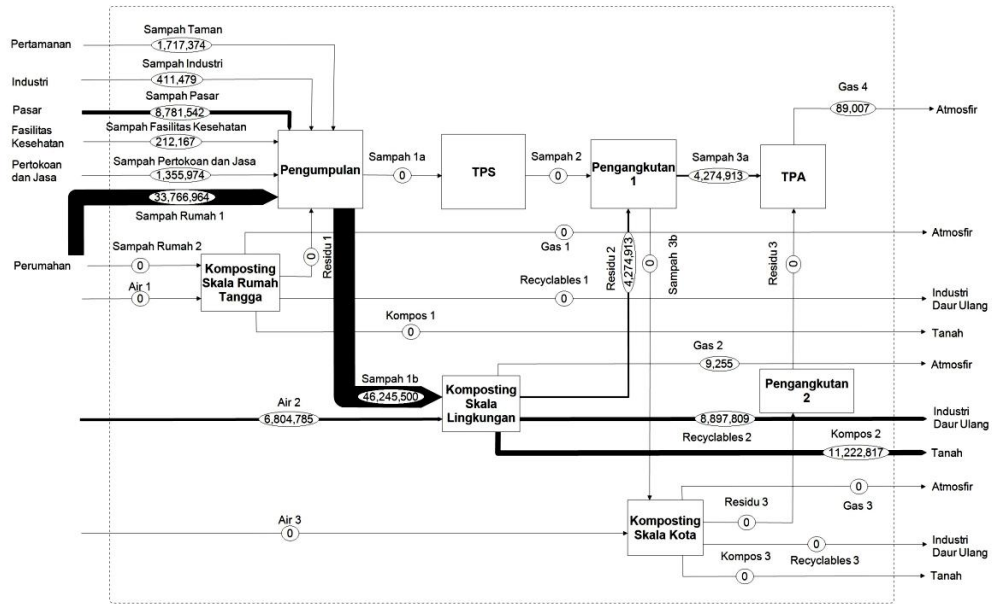 Sampah Taman
1,717,374
Pertamanan
Sampah Industri
411,479
Industri
Sampah Pasar
8,781,542
Pasar
Sampah Fasilitas Kesehatan
212,167
Fasilitas
Kesehatan
Sampah Pertokoan dan Jasa
1,355,974
Pertokoan
dan Jasa
33,766,964
Sampah Rumah 1
Pengumpulan
Sampah 1a
0
TPS
Sampah 2
0
Pengangkutan
1
Sampah 3a
4,274,913
TPA
Gas 4
89,007
Atmosfir
Perumahan
Sampah Rumah 2
0
Air 1
0
Komposting
Skala Rumah
Tangga
0
Residu 1
0
Gas 1
Atmosfir
Recyclables 1
0
Industri
Daur Ulang
Kompos 1
0
Tanah
Residu 2
4,274,913
0
Sampah 3b
Residu 3
0
Gas 2
9,255
Atmosfir
Sampah 1b
46,245,500
Komposting
Skala
Lingkungan
Pengangkutan
2
Air 2
6,804,785
8,897,809
Recyclables 2
Industri
Daur Ulang
Kompos 2
11,222,817
Tanah
0
Gas 3
Atmosfir
Air 3
0
Komposting
Skala Kota
Residu 3
0
0
Recyclables 3
Industri
Daur Ulang
Kompos 3
0
Tanah